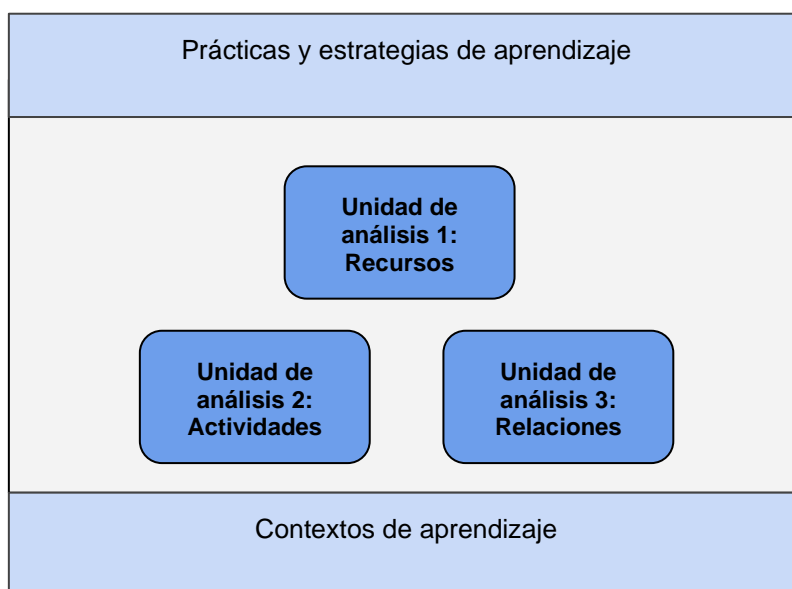 Prácticas y estrategias de aprendizaje
Unidad de
análisis 1:
Recursos
Unidad de
análisis 2:
Actividades
Unidad de
análisis 3:
Relaciones
Contextos de aprendizaje